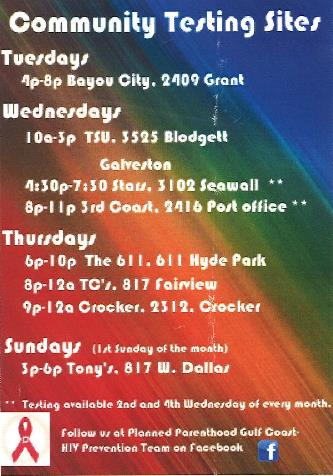 Community Testing Sites
Tuesdays
4p-8p Bayou City, 2409 Grant
Wednesdays
10a-3p TSU, 3525 Blodgett
Galveston
4:30p-7:30 Stars, 3102 Seawall **
8p-11p 3rd Coast, 2416 Post office **
Thursdays
6p-10p The 611, 611 Hyde Park
8p-12a TC's, 817 Fairview
9p-12a Crocker, 2312, Crocker
Sundays (1st Sunday of the month)
3p-6p Tony's, 817 W. Dallas
** Testing available 2nd and 4th Wednesday of every month.
Follow us at Planned Parenthood Gulf Coast-
HIV Prevention Team on Facebook f